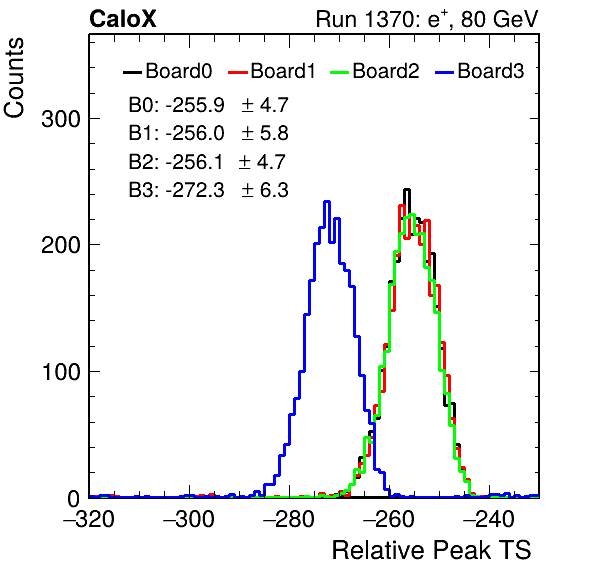 CaloX Run 1370: e⁺, 80 GeV
Counts
Board0 Board1 Board2 Board3
B0: -255.9 ± 4.7
B1: -256.0 ± 5.8
B2: -256.1 ± 4.7
B3: -272.3 ± 6.3
300
200
100
0
−320 −300 −280 −260 −240
Relative Peak TS